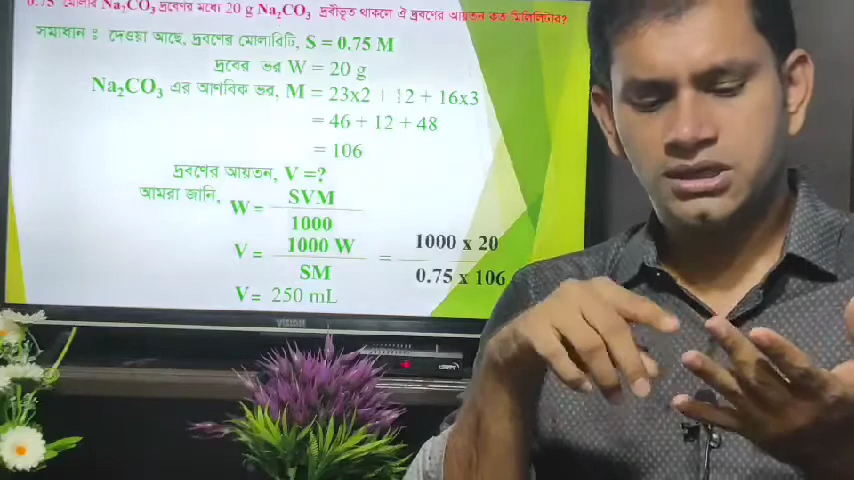 0.75 মোলার Na₂CO₃ দ্রবণের মধ্যে 20 g Na₂CO₃ দ্রবীভূত থাকলে ঐ দ্রবণের আয়তন কত মিলিলিটার?
সমাধান : দেওয়া আছে, দ্রবণের মোলারিটি, S = 0.75 M
দ্রবের ভর W = 20 g
Na₂CO₃ এর আণবিক ভর, M = 23x2 + 12 + 16x3
= 46 + 12 + 48
= 106
দ্রবণের আয়তন, V = ?
আমরা জানি, W = SVM / 1000
V = 1000 W / SM = 1000 x 20 / 0.75 x 106
V = 250 mL
VISION